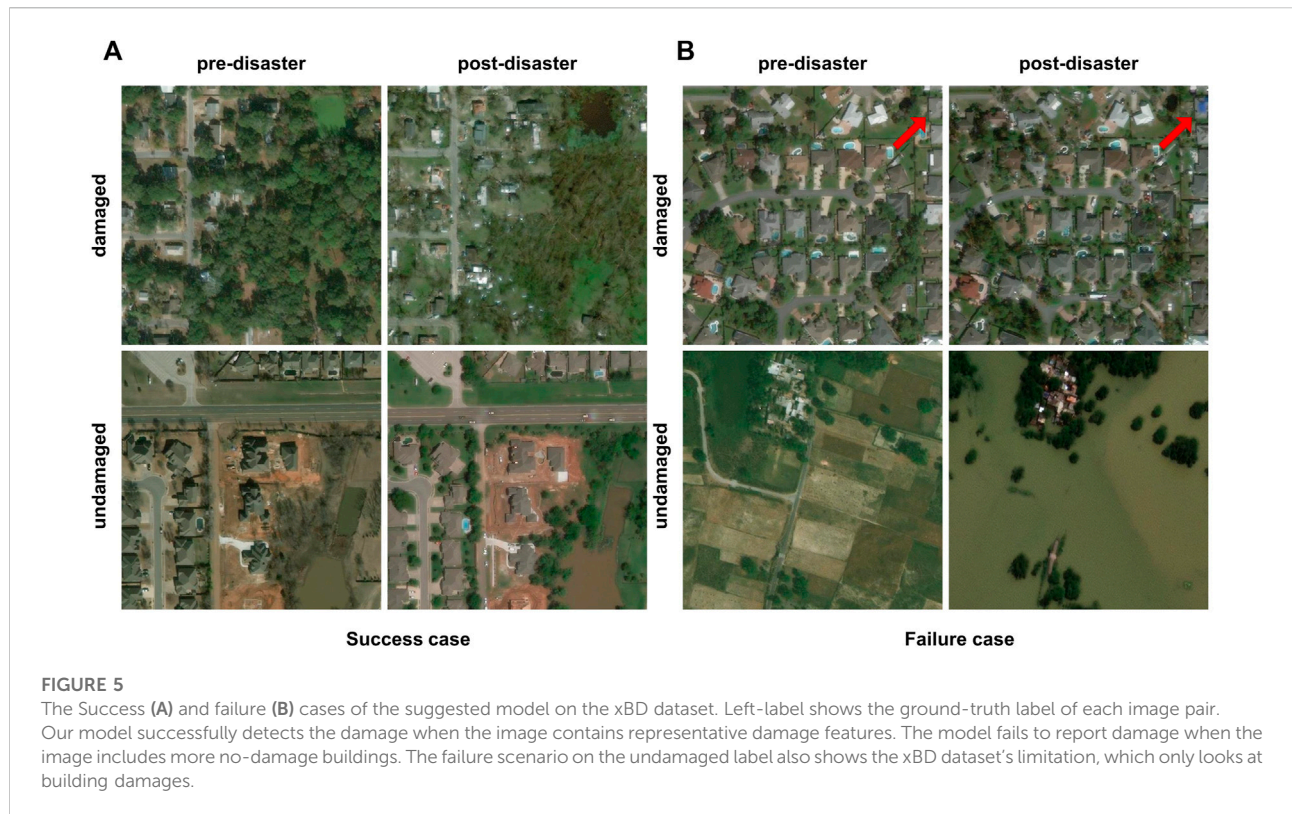 A
B
pre-disaster
post-disaster
pre-disaster
post-disaster
damaged
damaged
undamaged
undamaged
Success case
Failure case
FIGURE 5
The Success (A) and failure (B) cases of the suggested model on the xBD dataset. Left-label shows the ground-truth label of each image pair.
Our model successfully detects the damage when the image contains representative damage features. The model fails to report damage when the
image includes more no-damage buildings. The failure scenario on the undamaged label also shows the xBD dataset's limitation, which only looks at
building damages.